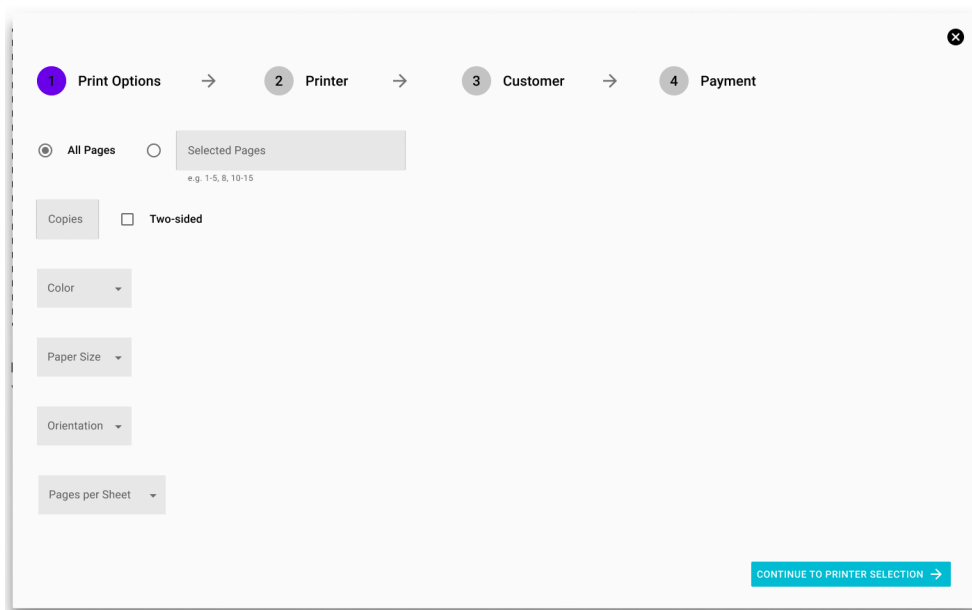 1 Print Options → 2 Printer → 3 Customer → 4 Payment
All Pages Selected Pages
e.g. 1-5, 8, 10-15
Copies Two-sided
Color
Paper Size
Orientation
Pages per Sheet
CONTINUE TO PRINTER SELECTION →